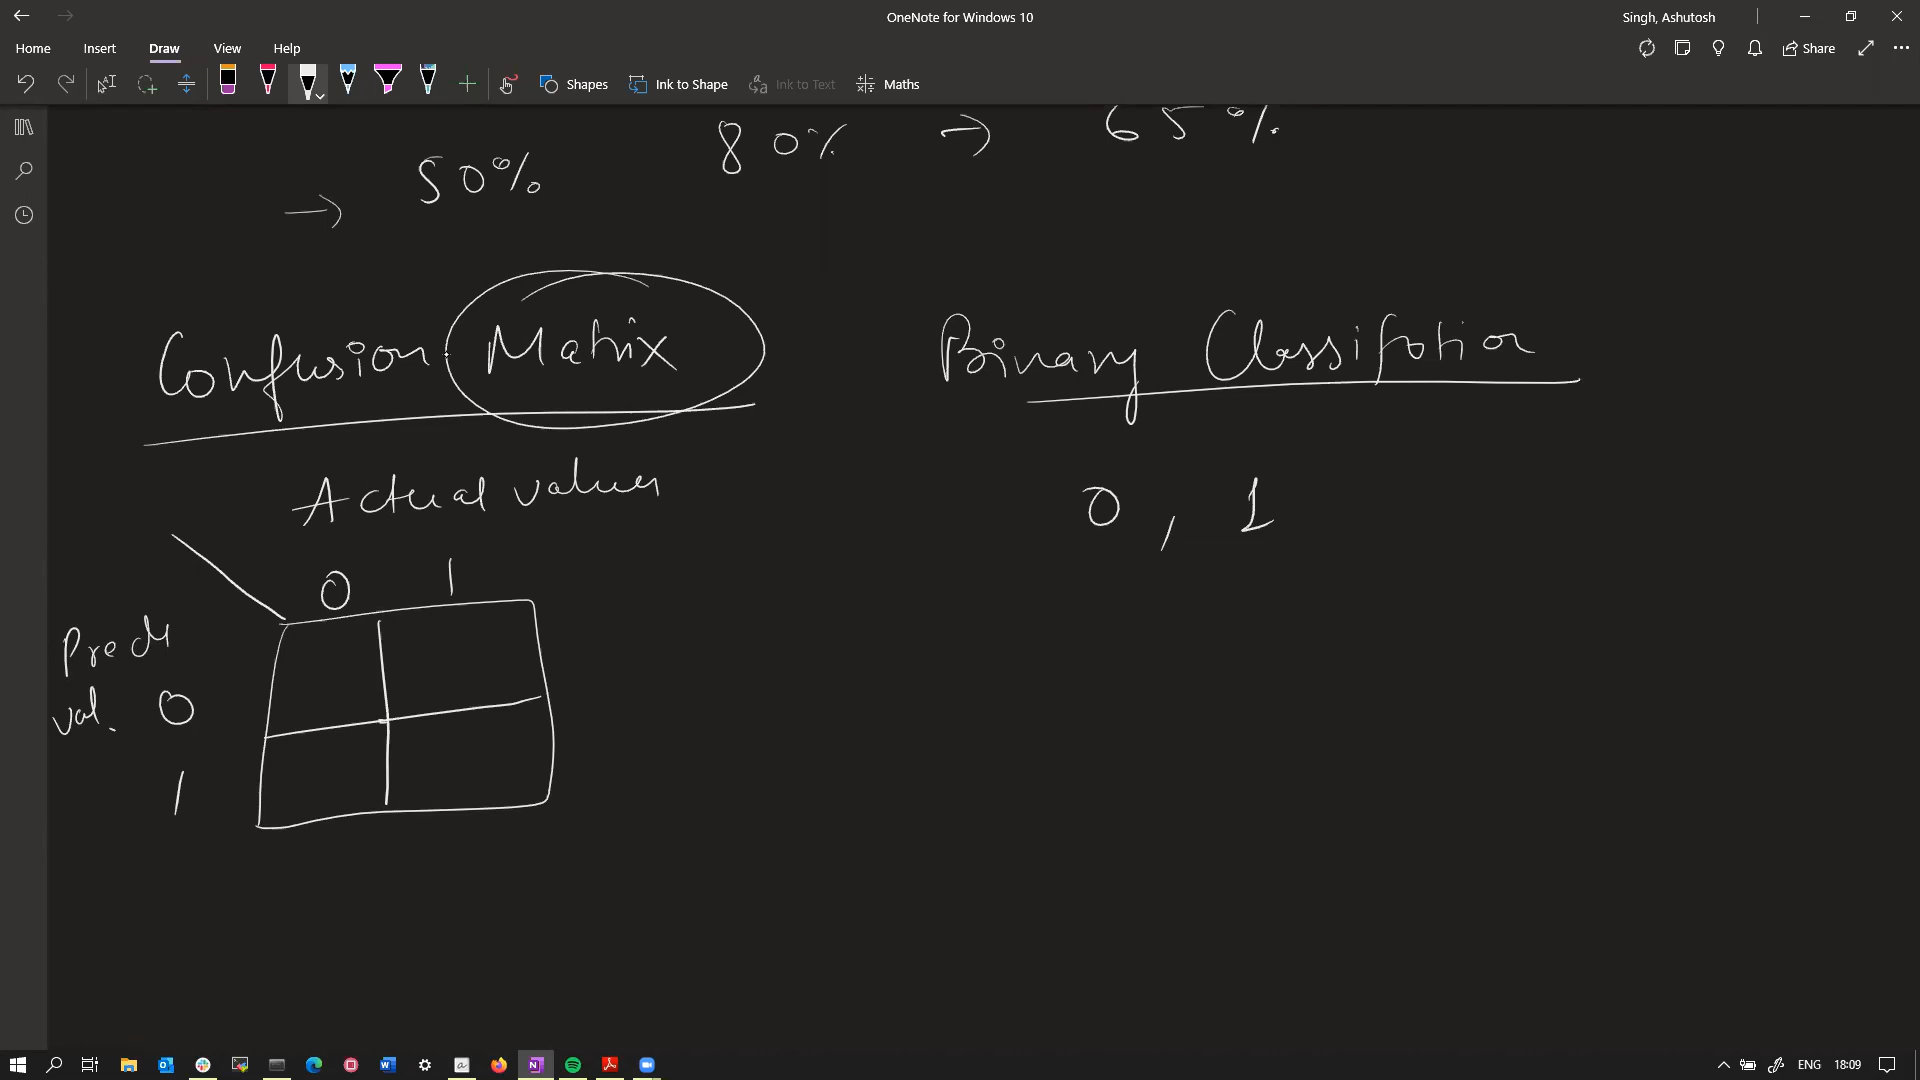 OneNote for Windows 10
Singh, Ashutosh
Home Insert Draw View Help
Share
Shapes Ink to Shape Ink to Text Maths
50% 80% → 65%
→
Confusion Matrix Binary Classifation
Actual values
0, 1
0 1
Predi
val. 0
1
ENG 18:09